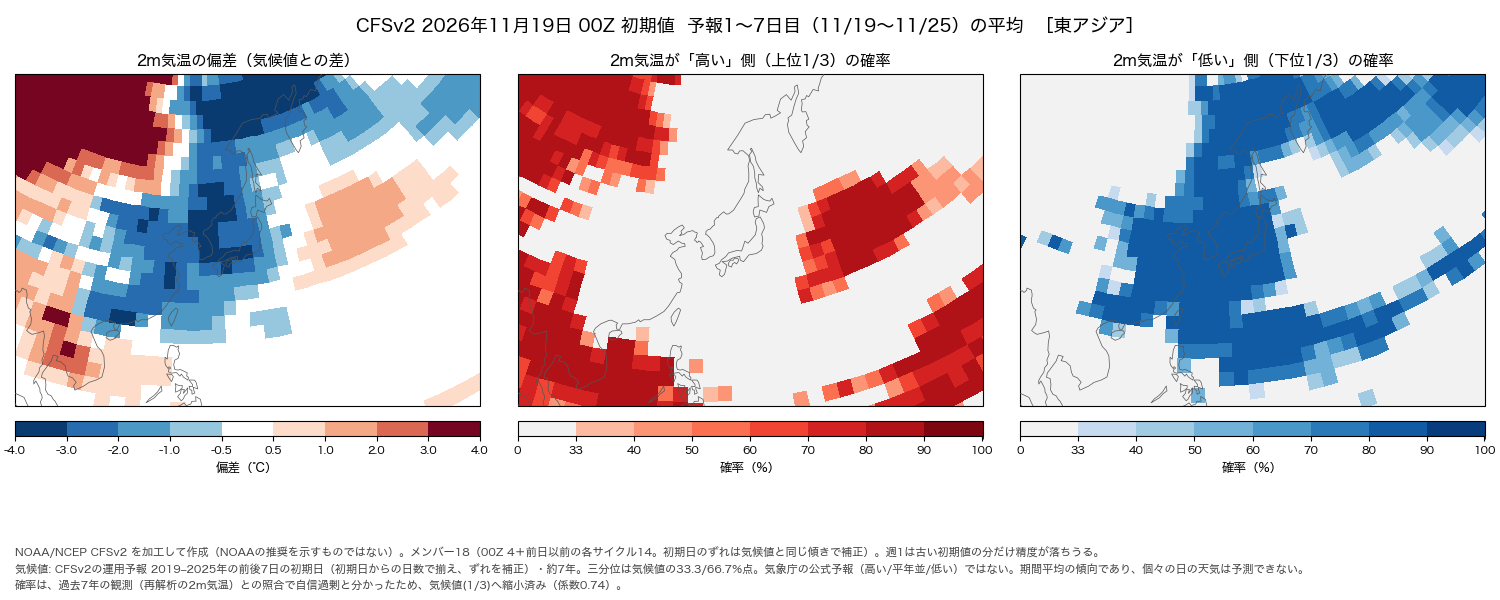 CFSv2 2026年11月19日 00Z 初期値 予報1～7日目（11/19～11/25）の平均 ［東アジア］
2m気温の偏差（気候値との差）
2m気温が「高い」側（上位1/3）の確率
2m気温が「低い」側（下位1/3）の確率
-4.0 -3.0 -2.0 -1.0 -0.5 0.5 1.0 2.0 3.0 4.0
偏差（℃）
0 33 40 50 60 70 80 90 100
確率（%）
0 33 40 50 60 70 80 90 100
確率（%）
NOAA/NCEP CFSv2 を加工して作成（NOAAの推奨を示すものではない）。メンバー18（00Z 4＋前日以前の各サイクル14。初期日のずれは気候値と同じ傾きで補正）。週1は古い初期値の分だけ精度が落ちうる。
気候値: CFSv2の運用予報 2019–2025年の前後7日の初期日（初期日からの日数で揃え、ずれを補正）・約7年。三分位は気候値の33.3/66.7%点。気象庁の公式予報（高い/平年並/低い）ではない。期間平均の傾向であり、個々の日の天気は予測できない。
確率は、過去7年の観測（再解析の2m気温）との照合で自信過剰と分かったため、気候値(1/3)へ縮小済み（係数0.74）。